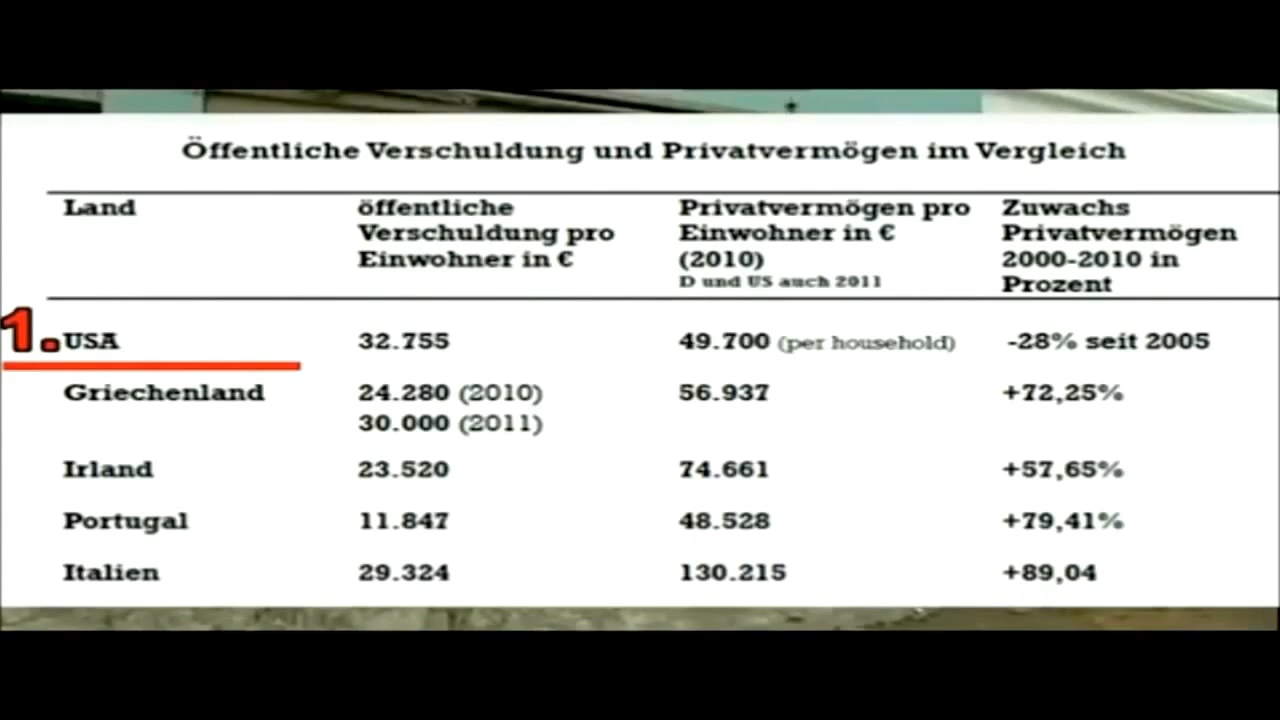 Öffentliche Verschuldung und Privatvermögen im Vergleich
Land
öffentliche
Verschuldung pro
Einwohner in €
Privatvermögen pro
Einwohner in €
(2010)
D und US auch 2011
Zuwachs
Privatvermögen
2000-2010 in
Prozent
1. USA 32.755 49.700 (per household) -28% seit 2005
Griechenland 24.280 (2010) 56.937 +72,25%
30.000 (2011)
Irland 23.520 74.661 +57,65%
Portugal 11.847 48.528 +79,41%
Italien 29.324 130.215 +89,04